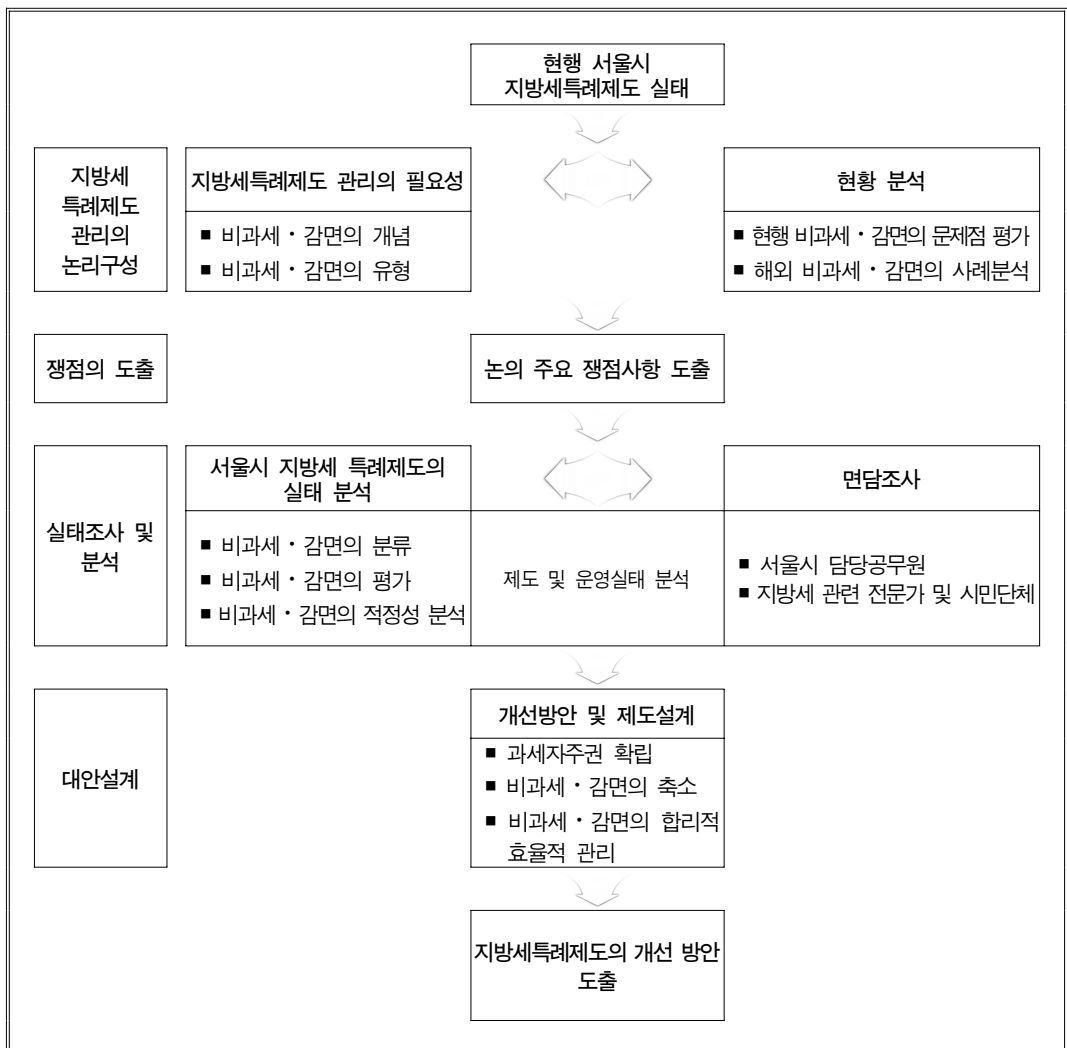 현행 서울시
지방세특례제도 실태
지방세
특례제도
관리의
논리구성
지방세특례제도 관리의 필요성
■ 비과세・감면의 개념
■ 비과세・감면의 유형
현황 분석
■ 현행 비과세・감면의 문제점 평가
■ 해외 비과세・감면의 사례분석
쟁점의 도출
논의 주요 쟁점사항 도출
실태조사 및
분석
서울시 지방세 특례제도의
실태 분석
■ 비과세・감면의 분류
■ 비과세・감면의 평가
■ 비과세・감면의 적정성 분석
제도 및 운영실태 분석
면담조사
■ 서울시 담당공무원
■ 지방세 관련 전문가 및 시민단체
대안설계
개선방안 및 제도설계
■ 과세자주권 확립
■ 비과세・감면의 축소
■ 비과세・감면의 합리적
효율적 관리
지방세특례제도의 개선 방안
도출